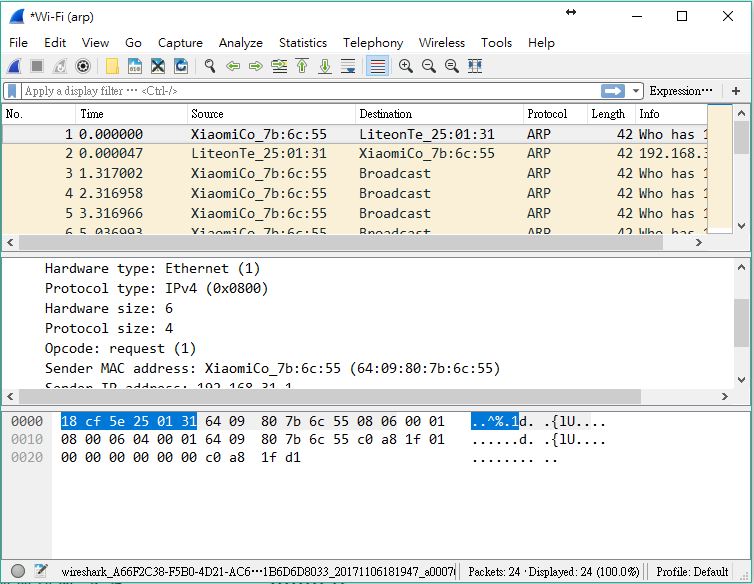 *Wi-Fi (arp)
File Edit View Go Capture Analyze Statistics Telephony Wireless Tools Help
Apply a display filter ··· <Ctrl-/> Expression··· +
No. Time Source Destination Protocol Length Info
1 0.000000 XiaomiCo_7b:6c:55 LiteonTe_25:01:31 ARP 42 Who has 1
2 0.000047 LiteonTe_25:01:31 XiaomiCo_7b:6c:55 ARP 42 192.168.3
3 1.317002 XiaomiCo_7b:6c:55 Broadcast ARP 42 Who has 1
4 2.316958 XiaomiCo_7b:6c:55 Broadcast ARP 42 Who has 1
5 3.316966 XiaomiCo_7b:6c:55 Broadcast ARP 42 Who has 1
6 5.036993 XiaomiCo_7b:6c:55 Broadcast ARP 42 Who has 1
Hardware type: Ethernet (1)
Protocol type: IPv4 (0x0800)
Hardware size: 6
Protocol size: 4
Opcode: request (1)
Sender MAC address: XiaomiCo_7b:6c:55 (64:09:80:7b:6c:55)
Sender IP address: 192.168.31.1
0000 18 cf 5e 25 01 31 64 09 80 7b 6c 55 08 06 00 01 ..^%.1d. .{lU....
0010 08 00 06 04 00 01 64 09 80 7b 6c 55 c0 a8 1f 01 ......d. .{lU....
0020 00 00 00 00 00 00 c0 a8 1f d1 ........ ..
wireshark_A66F2C38-F5B0-4D21-AC6···1B6D6D8033_20171106181947_a0007 Packets: 24 · Displayed: 24 (100.0%) Profile: Default